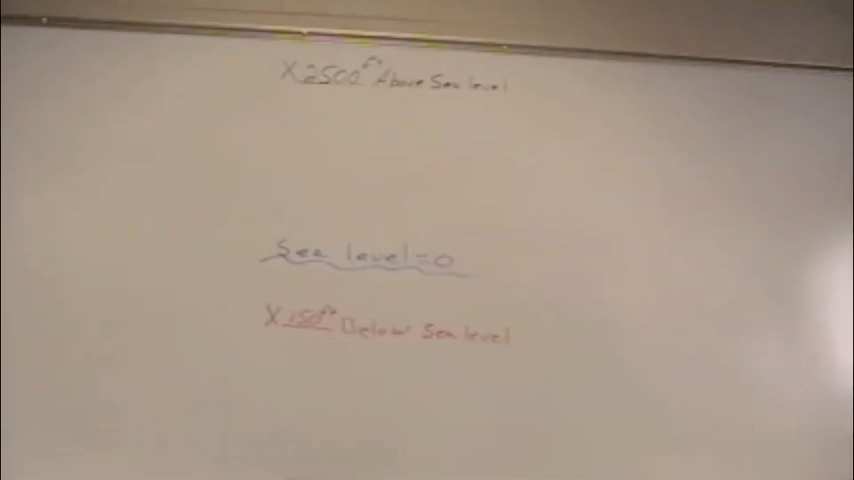 X 2500 ft Above Sea level
Sea level = 0
X 150 ft Below Sea level